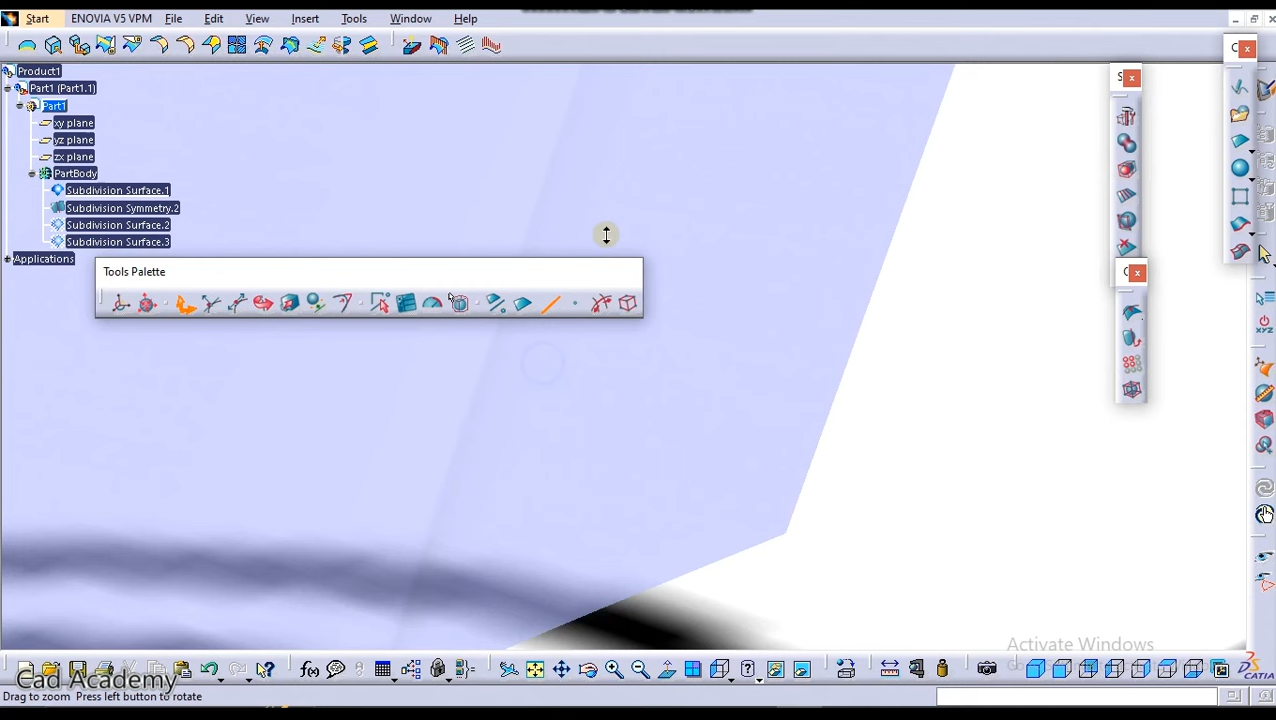 Start ENOVIA V5 VPM File Edit View Insert Tools Window Help
Product1
Part1 (Part1.1)
Part1
xy plane
yz plane
zx plane
PartBody
Subdivision Surface.1
Subdivision Symmetry.2
Subdivision Surface.2
Subdivision Surface.3
Applications
Tools Palette
S
C
C
Activate Windows
Cad Academy
CATIA
Drag to zoom Press left button to rotate